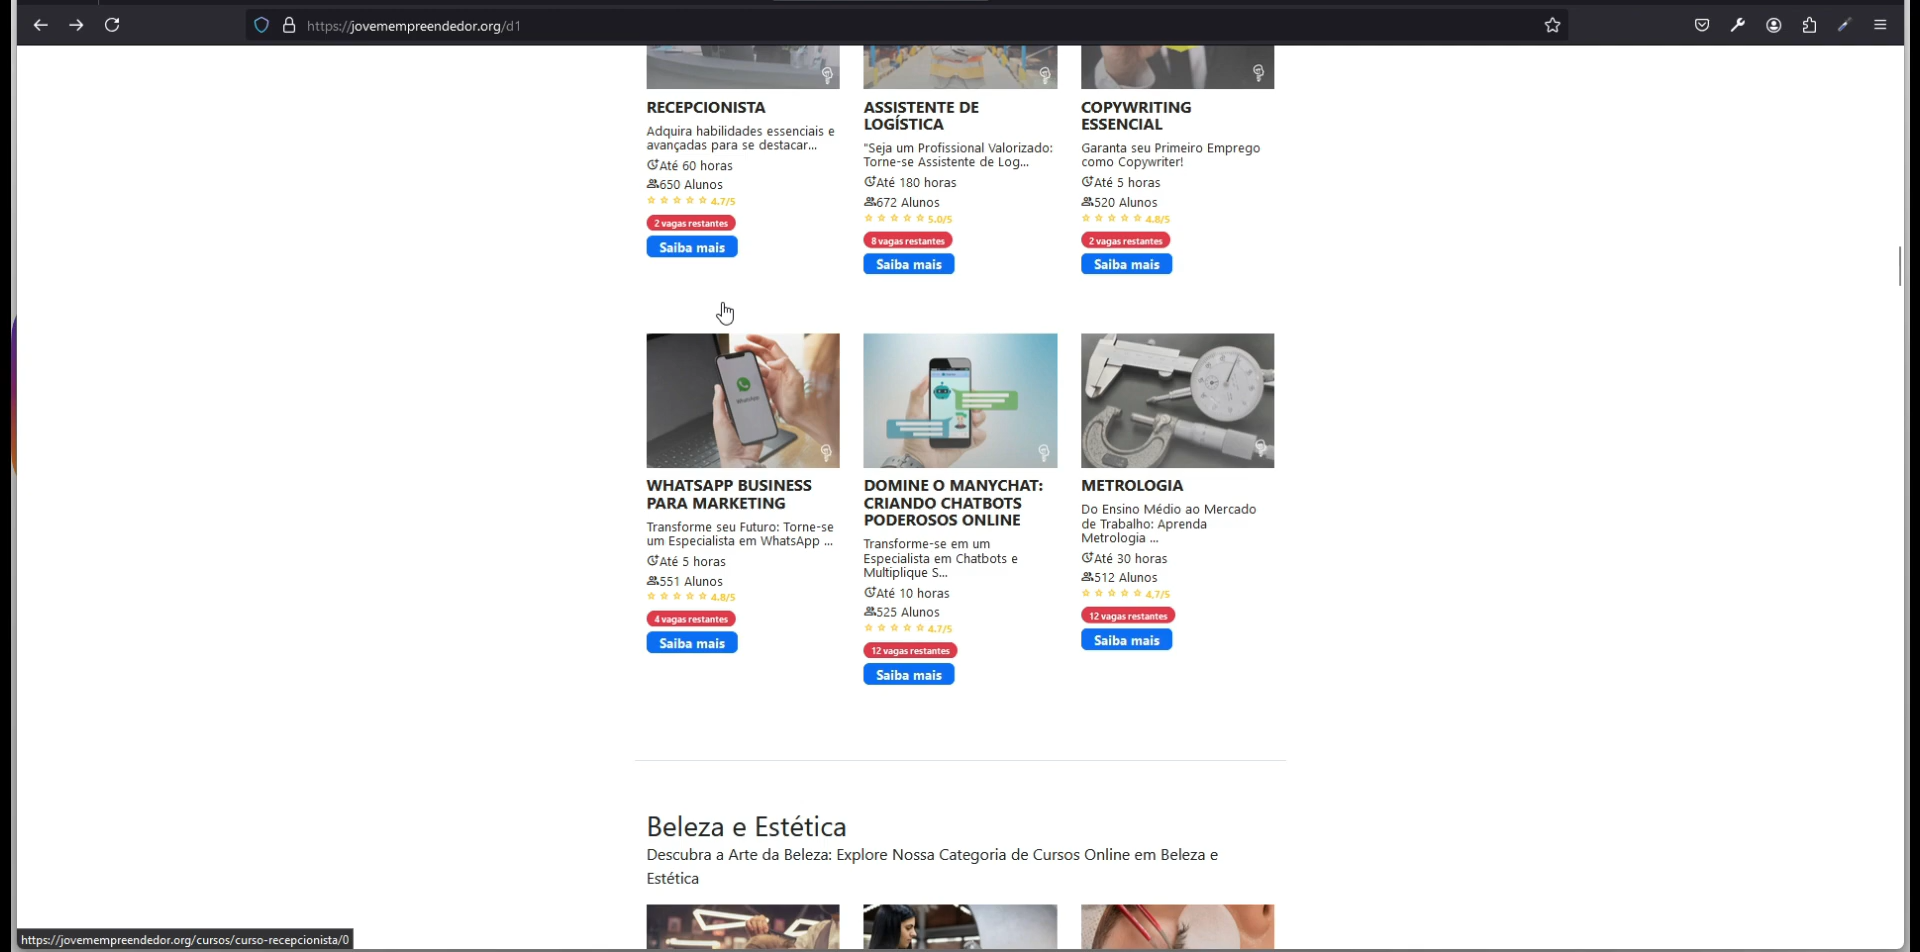 https://jovemempreendedor.org/d1
RECEPCIONISTA
Adquira habilidades essenciais e
avançadas para se destacar...
Até 60 horas
650 Alunos
4.7/5
2 vagas restantes
Saiba mais
ASSISTENTE DE
LOGÍSTICA
"Seja um Profissional Valorizado:
Torne-se Assistente de Log...
Até 180 horas
672 Alunos
5.0/5
8 vagas restantes
Saiba mais
COPYWRITING
ESSENCIAL
Garanta seu Primeiro Emprego
como Copywriter!
Até 5 horas
520 Alunos
4.8/5
2 vagas restantes
Saiba mais
WhatsApp
WHATSAPP BUSINESS
PARA MARKETING
Transforme seu Futuro: Torne-se
um Especialista em WhatsApp ...
Até 5 horas
551 Alunos
4.8/5
4 vagas restantes
Saiba mais
DOMINE O MANYCHAT:
CRIANDO CHATBOTS
PODEROSOS ONLINE
Transforme-se em um
Especialista em Chatbots e
Multiplique S...
Até 10 horas
525 Alunos
4.7/5
12 vagas restantes
Saiba mais
METROLOGIA
Do Ensino Médio ao Mercado
de Trabalho: Aprenda
Metrologia ...
Até 30 horas
512 Alunos
4,7/5
12 vagas restantes
Saiba mais
Beleza e Estética
Descubra a Arte da Beleza: Explore Nossa Categoria de Cursos Online em Beleza e
Estética
https://jovemempreendedor.org/cursos/curso-recepcionista/0